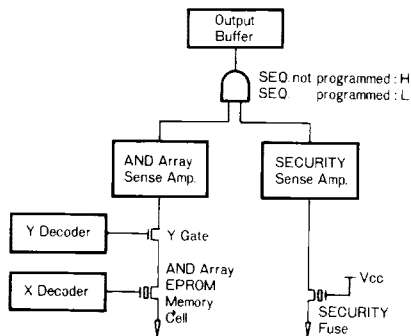 Output
Buffer
SEQ. not programmed : H
SEQ. programmed : L
AND Array
Sense Amp.
SECURITY
Sense Amp.
Y Decoder
Y Gate
X Decoder
AND Array
EPROM
Memory
Cell
Vcc
SECURITY
Fuse